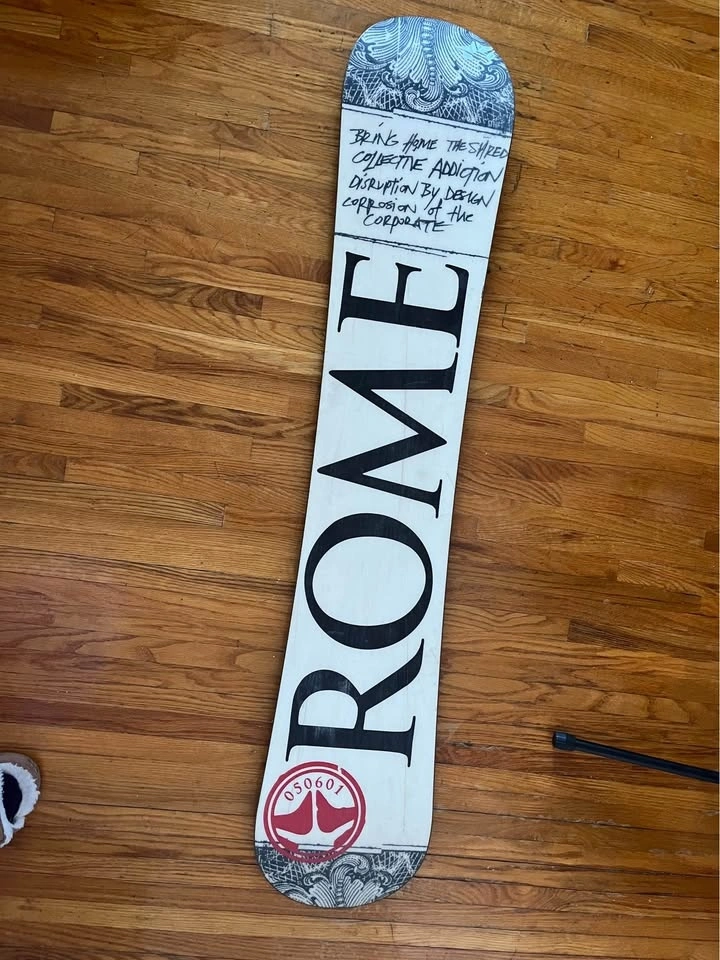 BRING HOME THE SHRED
COLLECTIVE ADDICTION
DISRUPTION BY DESIGN
CORROSION of the
CORPORATE
ROME
050601